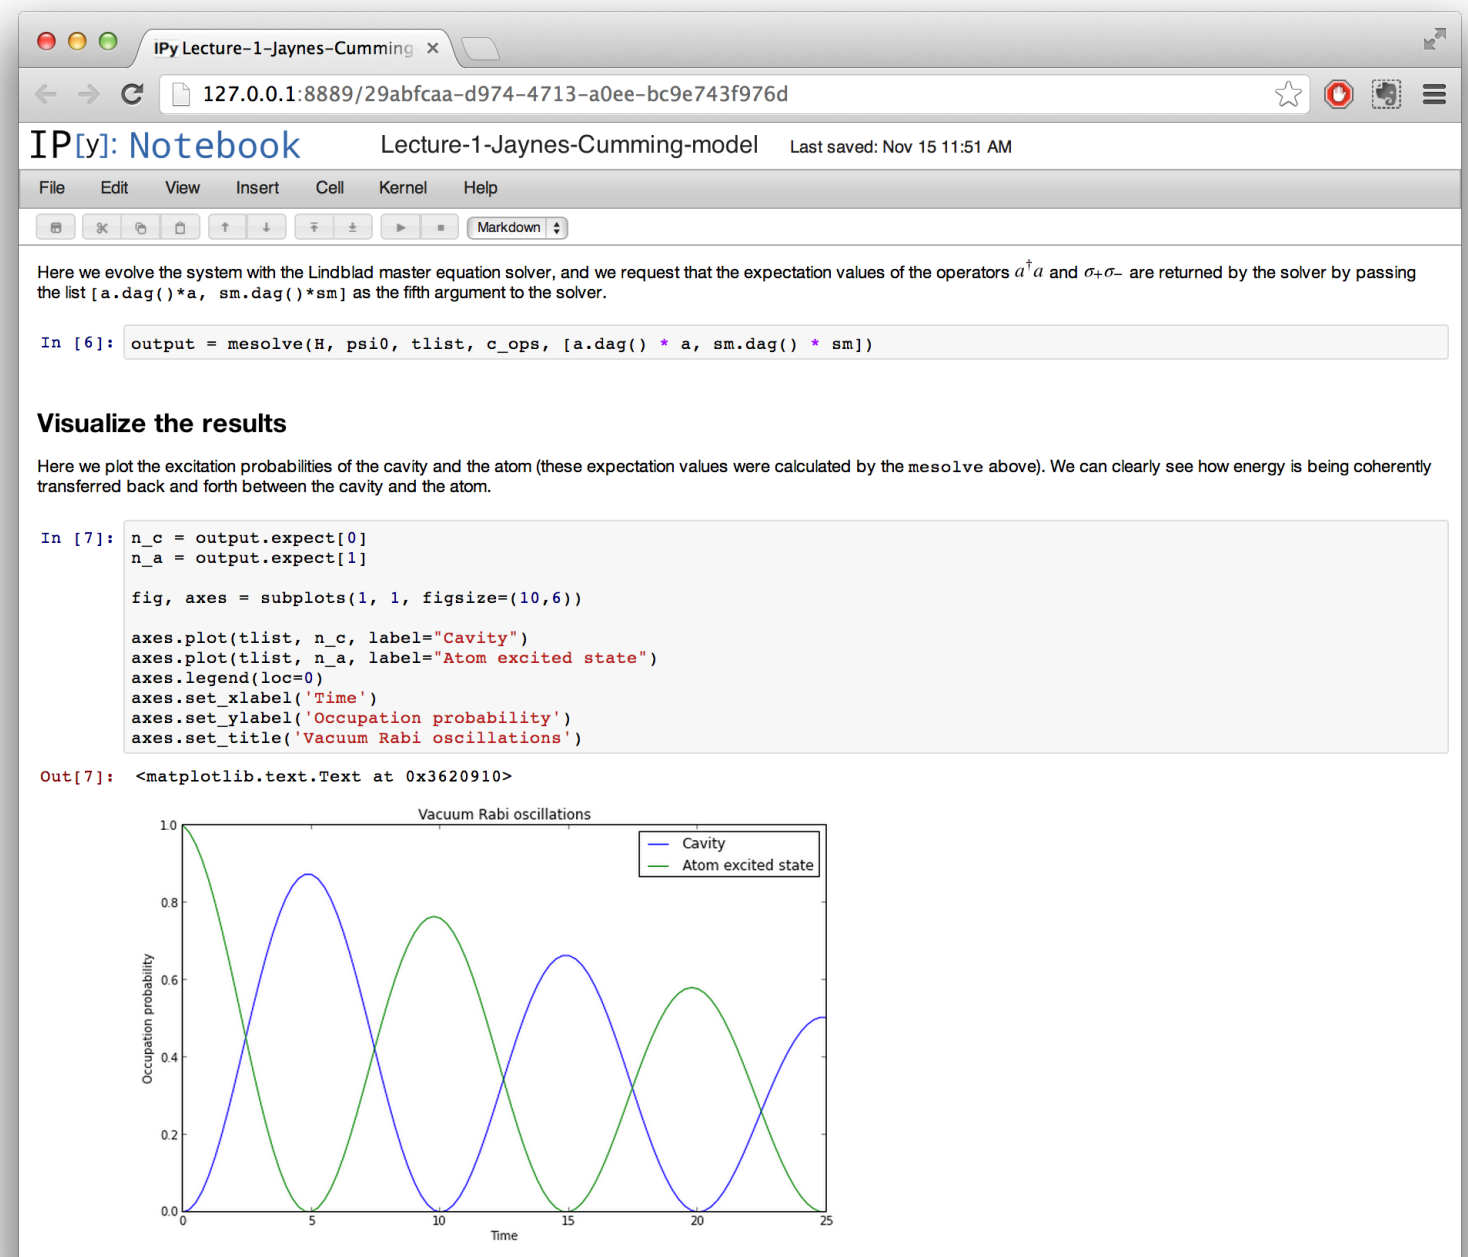 IPy Lecture-1-Jaynes-Cumming
127.0.0.1:8889/29abfcaa-d974-4713-a0ee-bc9e743f976d
IP[y]: Notebook Lecture-1-Jaynes-Cumming-model Last saved: Nov 15 11:51 AM
File Edit View Insert Cell Kernel Help
Markdown
Here we evolve the system with the Lindblad master equation solver, and we request that the expectation values of the operators a†a and σ+σ− are returned by the solver by passing
the list [a.dag()*a, sm.dag()*sm] as the fifth argument to the solver.
In [6]: output = mesolve(H, psi0, tlist, c_ops, [a.dag() * a, sm.dag() * sm])
Visualize the results
Here we plot the excitation probabilities of the cavity and the atom (these expectation values were calculated by the mesolve above). We can clearly see how energy is being coherently
transferred back and forth between the cavity and the atom.
In [7]: n_c = output.expect[0]
n_a = output.expect[1]
fig, axes = subplots(1, 1, figsize=(10,6))
axes.plot(tlist, n_c, label="Cavity")
axes.plot(tlist, n_a, label="Atom excited state")
axes.legend(loc=0)
axes.set_xlabel('Time')
axes.set_ylabel('Occupation probability')
axes.set_title('Vacuum Rabi oscillations')
Out[7]: <matplotlib.text.Text at 0x3620910>
Vacuum Rabi oscillations
Cavity
Atom excited state
1.0
0.8
0.6
0.4
0.2
0.0
Occupation probability
0 5 10 15 20 25
Time